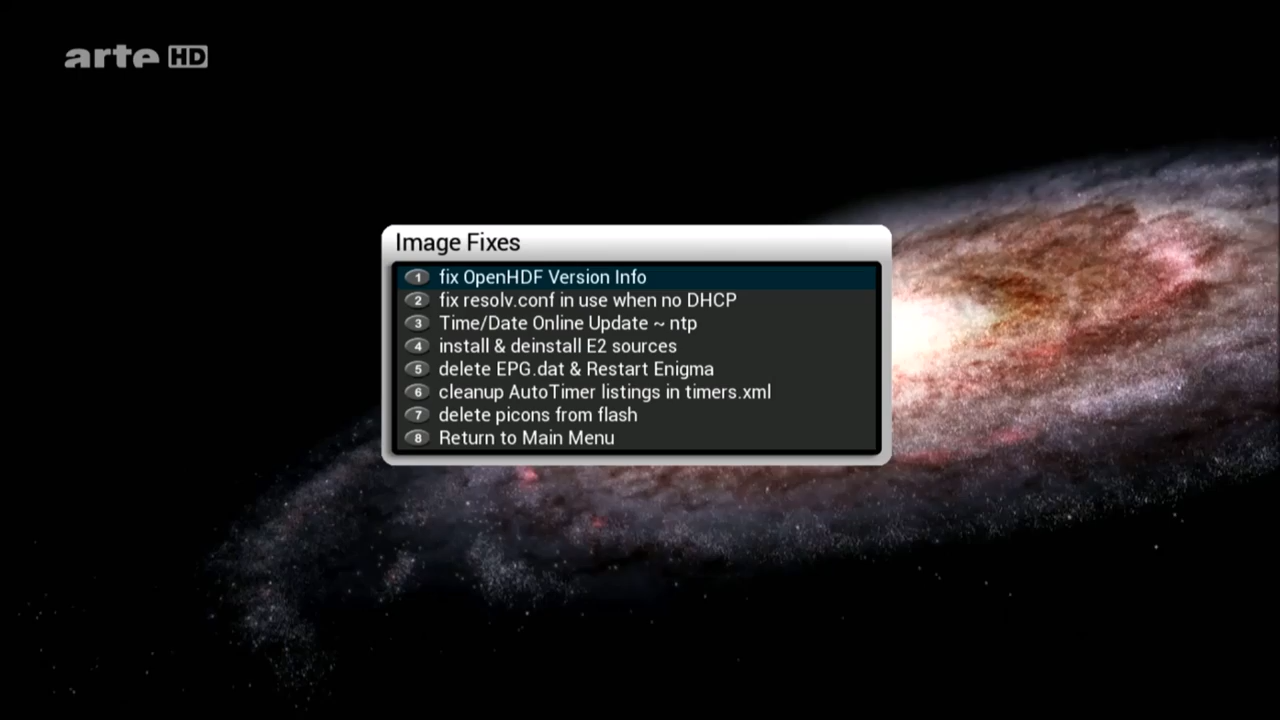 arte HD
Image Fixes
1 fix OpenHDF Version Info
2 fix resolv.conf in use when no DHCP
3 Time/Date Online Update ~ ntp
4 install & deinstall E2 sources
5 delete EPG.dat & Restart Enigma
6 cleanup AutoTimer listings in timers.xml
7 delete picons from flash
8 Return to Main Menu